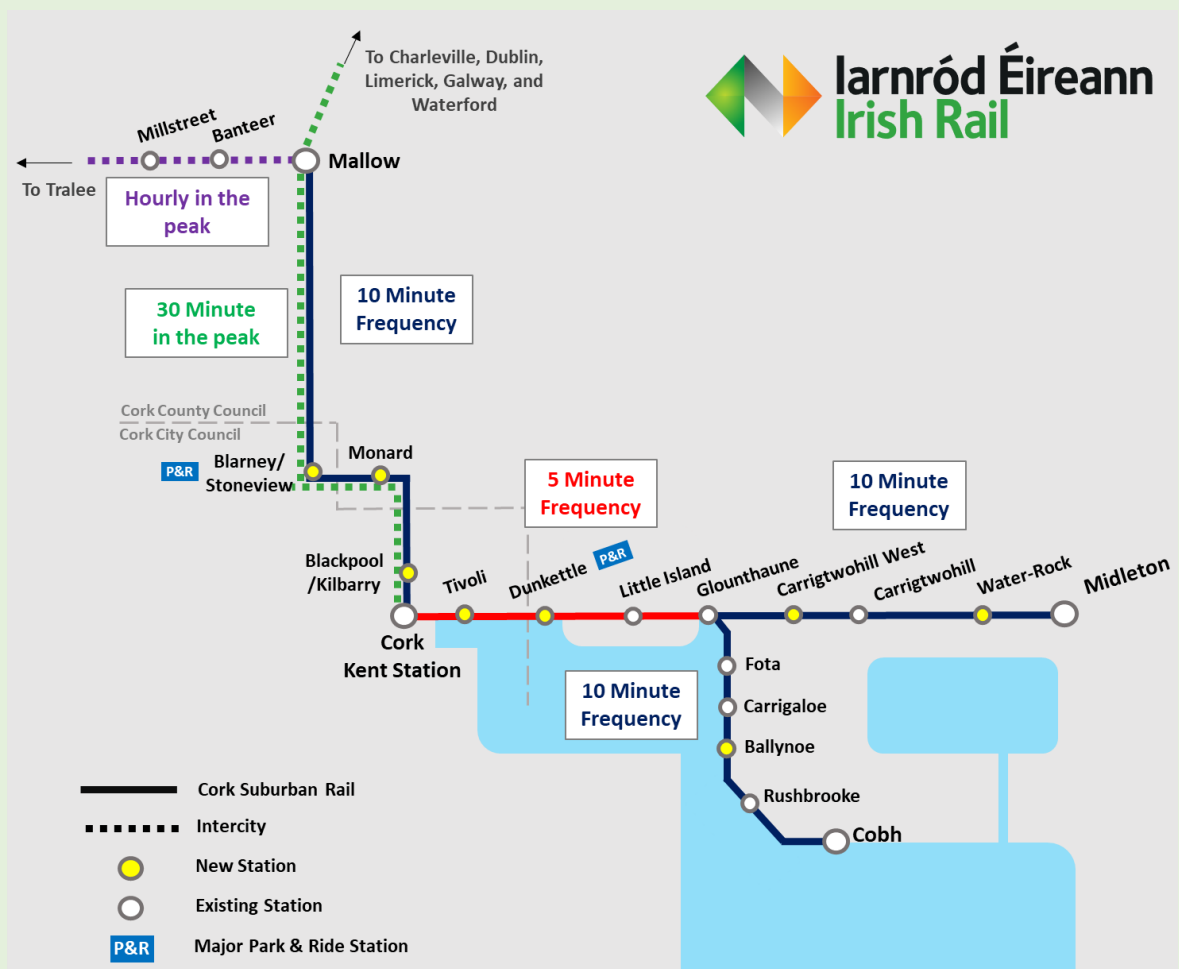 To Charleville, Dublin,
Limerick, Galway, and
Waterford
Iarnród Éireann
Irish Rail
Millstreet
Banteer
Mallow
To Tralee
Hourly in the
peak
30 Minute
in the peak
10 Minute
Frequency
Cork County Council
Cork City Council
P&R
Blarney/
Stoneview
Monard
5 Minute
Frequency
10 Minute
Frequency
Blackpool
/Kilbarry
Tivoli
Dunkettle
P&R
Little Island
Glounthaune
Carrigtwohill West
Carrigtwohill
Water-Rock
Midleton
Cork
Kent Station
10 Minute
Frequency
Fota
Carrigaloe
Ballynoe
Rushbrooke
Cobh
Cork Suburban Rail
Intercity
New Station
Existing Station
P&R
Major Park & Ride Station